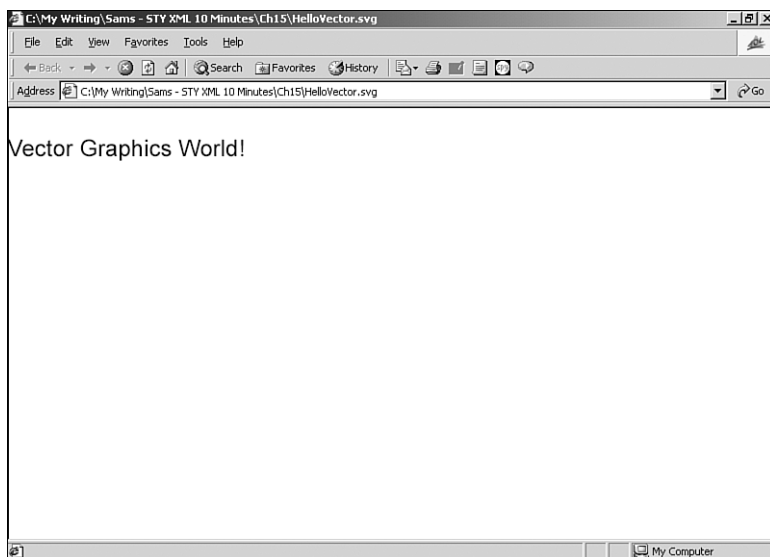 C:\My Writing\Sams - STY XML 10 Minutes\Ch15\HelloVector.svg
File Edit View Favorites Tools Help
Back Search Favorites History
Address C:\My Writing\Sams - STY XML 10 Minutes\Ch15\HelloVector.svg Go
Vector Graphics World!
My Computer